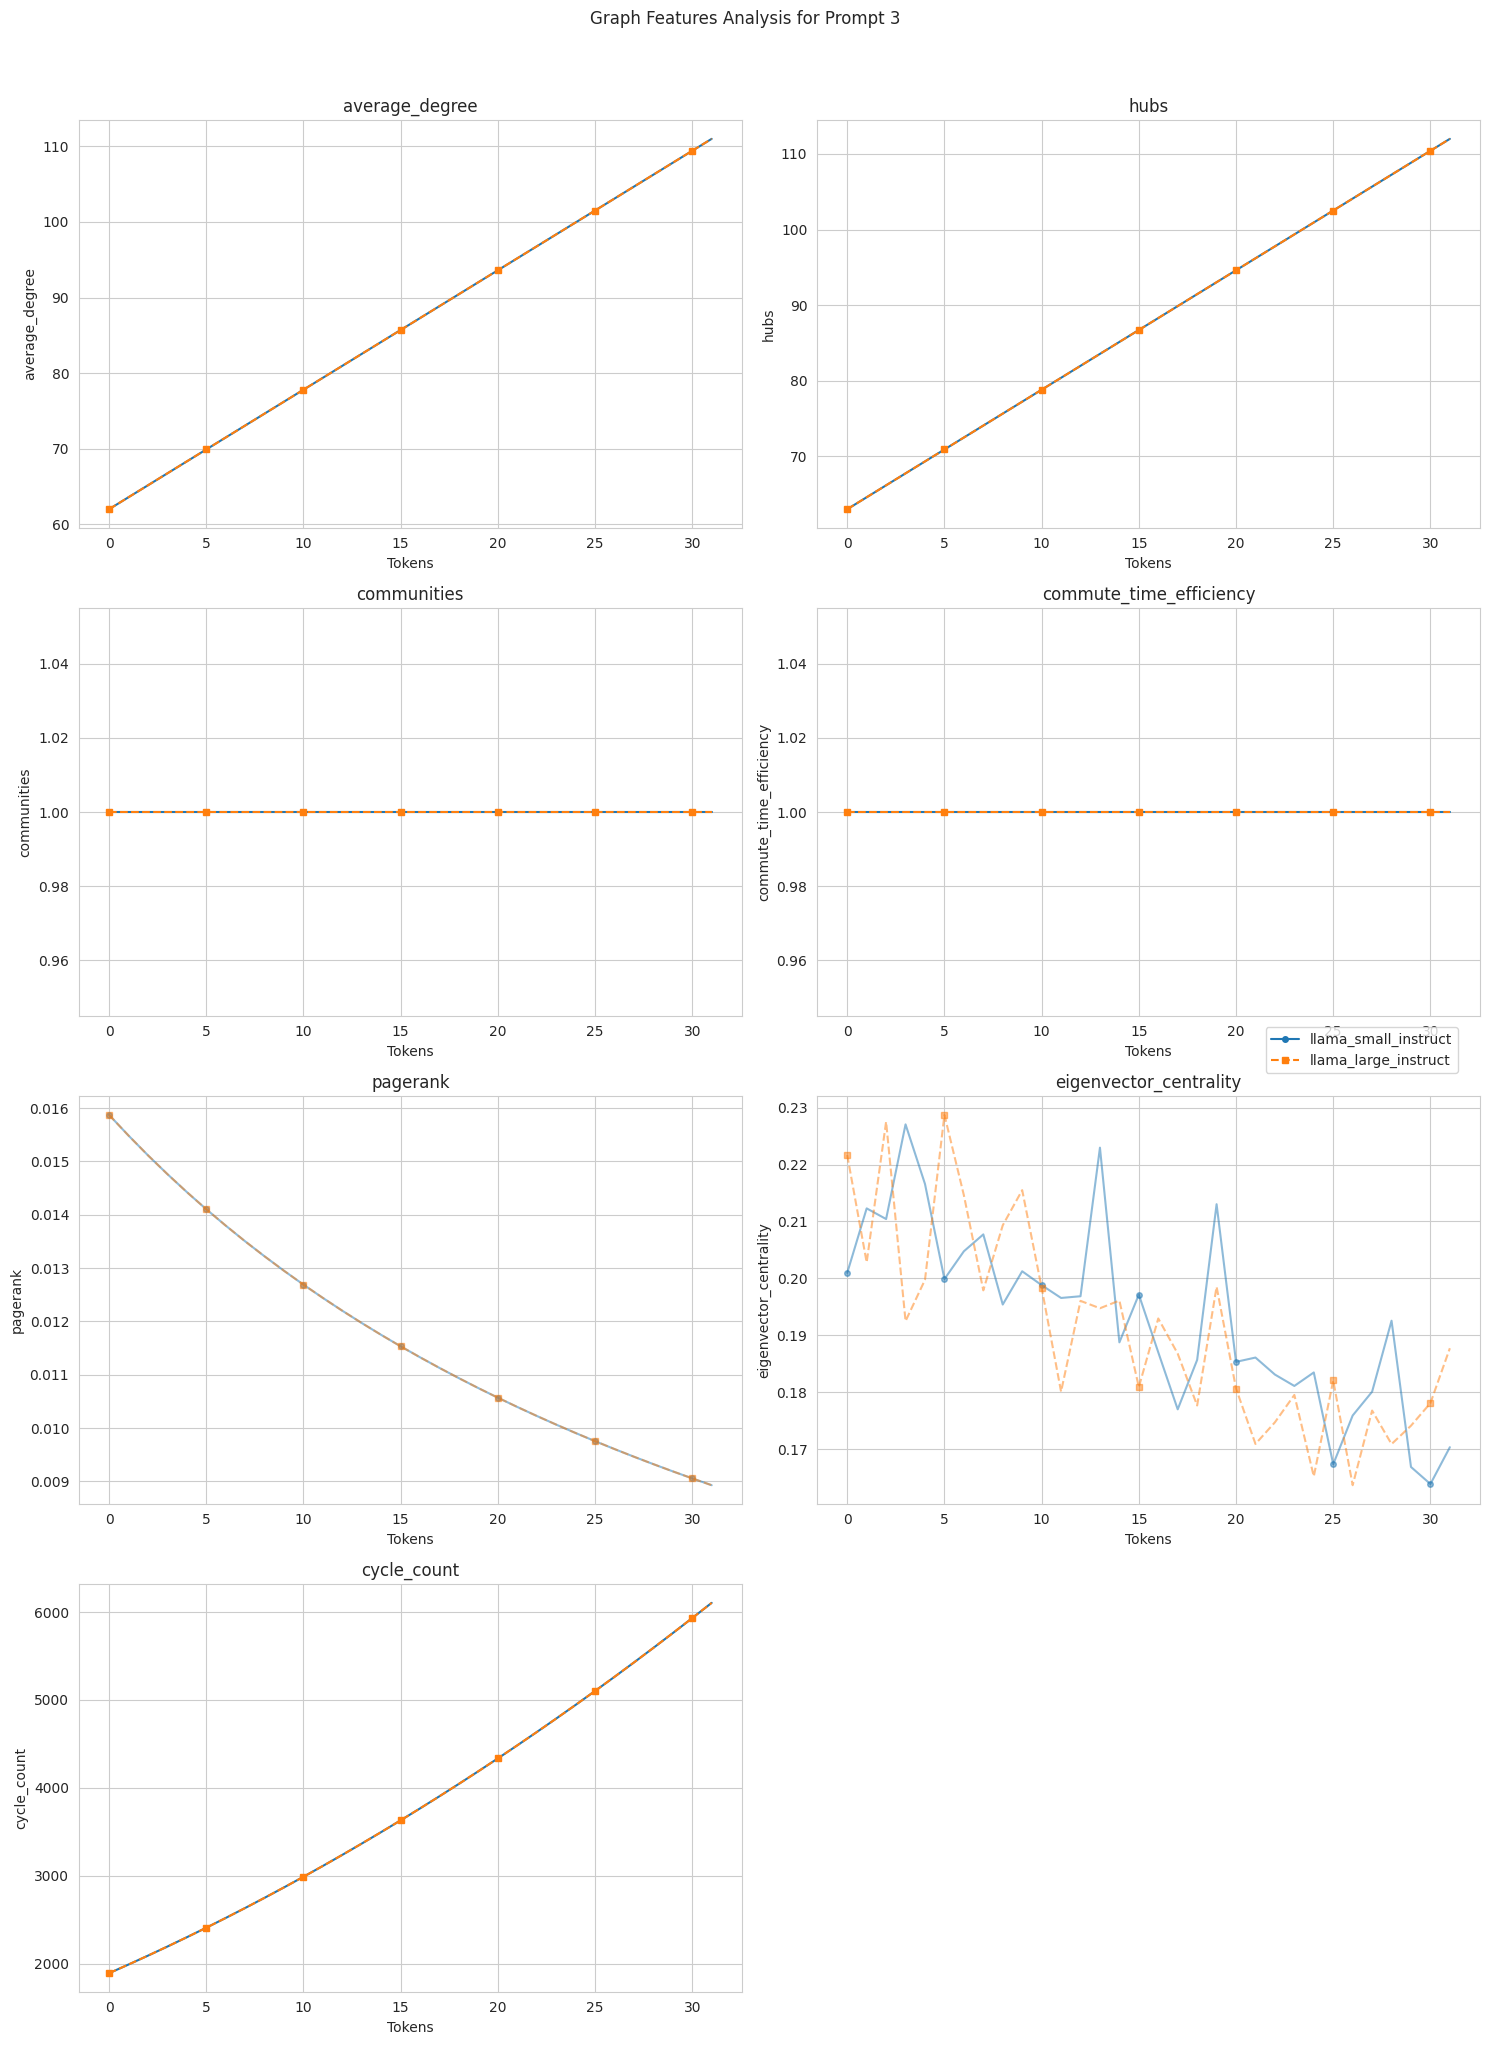 Graph Features Analysis for Prompt 3
average_degree
average_degree
110
100
90
80
70
60
0 5 10 15 20 25 30
Tokens
hubs
hubs
110
100
90
80
70
0 5 10 15 20 25 30
Tokens
communities
communities
1.04
1.02
1.00
0.98
0.96
0 5 10 15 20 25 30
Tokens
commute_time_efficiency
commute_time_efficiency
1.04
1.02
1.00
0.98
0.96
0 5 10 15 20 25 30
Tokens
llama_small_instruct
llama_large_instruct
pagerank
pagerank
0.016
0.015
0.014
0.013
0.012
0.011
0.010
0.009
0 5 10 15 20 25 30
Tokens
eigenvector_centrality
eigenvector_centrality
0.23
0.22
0.21
0.20
0.19
0.18
0.17
0 5 10 15 20 25 30
Tokens
cycle_count
cycle_count
6000
5000
4000
3000
2000
0 5 10 15 20 25 30
Tokens